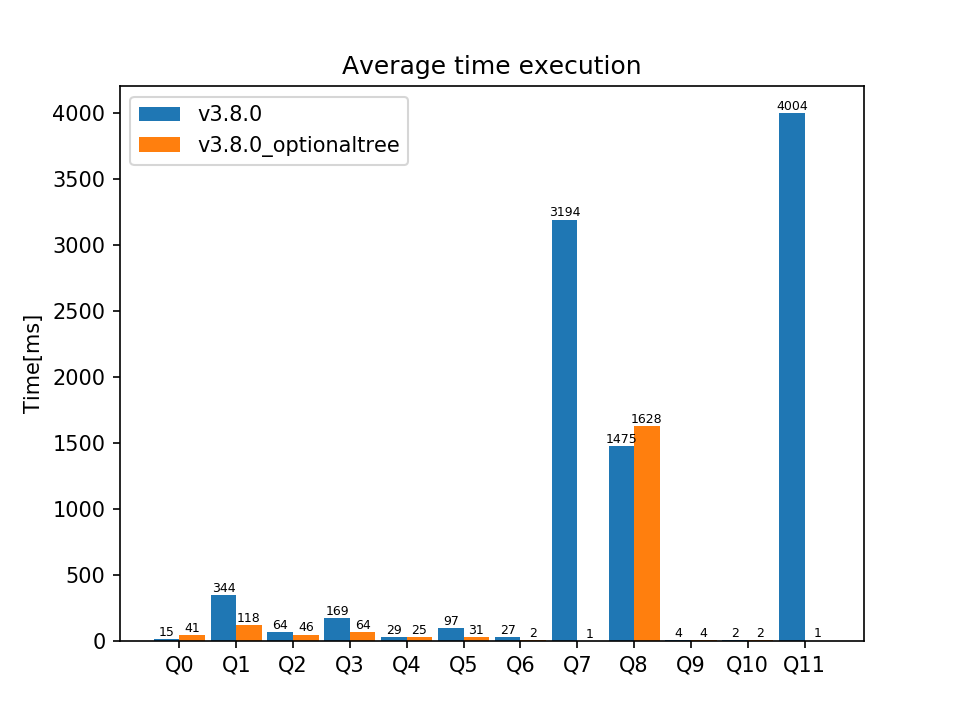 Average time execution
v3.8.0
v3.8.0_optionaltree
Time[ms]
4000
3500
3000
2500
2000
1500
1000
500
0
15 41 344 118 64 46 169 64 29 25 97 31 27 2 3194 1 1475 1628 4 4 2 2 4004 1
Q0 Q1 Q2 Q3 Q4 Q5 Q6 Q7 Q8 Q9 Q10 Q11